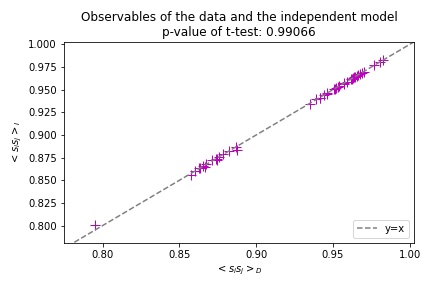 Observables of the data and the independent model
p-value of t-test: 0.99066
1.000
0.975
0.950
0.925
0.900
0.875
0.850
0.825
0.800
< s_i s_j >_I
0.80 0.85 0.90 0.95 1.00
< s_i s_j >_D
y=x